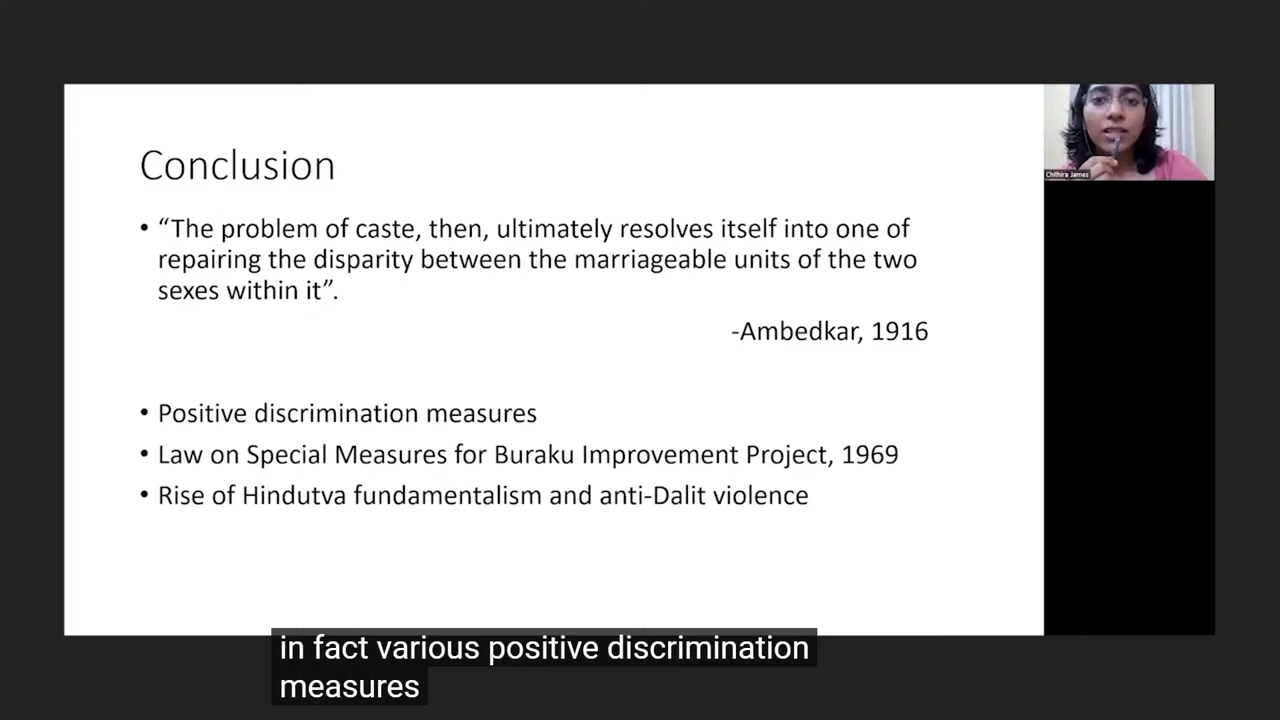 Conclusion
• “The problem of caste, then, ultimately resolves itself into one of
repairing the disparity between the marriageable units of the two
sexes within it”.
-Ambedkar, 1916
• Positive discrimination measures
• Law on Special Measures for Buraku Improvement Project, 1969
• Rise of Hindutva fundamentalism and anti-Dalit violence
Chithira James
in fact various positive discrimination
measures